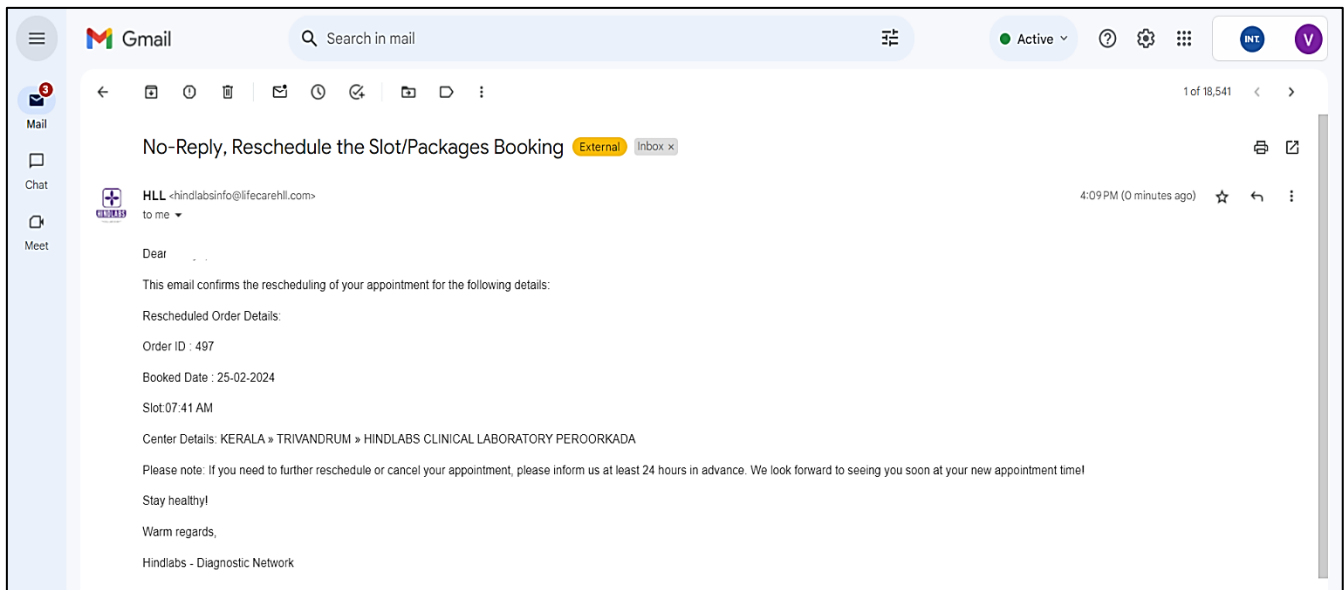 Gmail
Search in mail
Active
INT.
V
3
Mail
Chat
Meet
1 of 18,541
No-Reply, Reschedule the Slot/Packages Booking External Inbox x
HINDLABS
HLL <hindlabsinfo@lifecarehll.com> 4:09 PM (0 minutes ago)
to me
Dear
This email confirms the rescheduling of your appointment for the following details:
Rescheduled Order Details:
Order ID : 497
Booked Date : 25-02-2024
Slot:07:41 AM
Center Details: KERALA » TRIVANDRUM » HINDLABS CLINICAL LABORATORY PEROORKADA
Please note: If you need to further reschedule or cancel your appointment, please inform us at least 24 hours in advance. We look forward to seeing you soon at your new appointment time!
Stay healthy!
Warm regards,
Hindlabs - Diagnostic Network